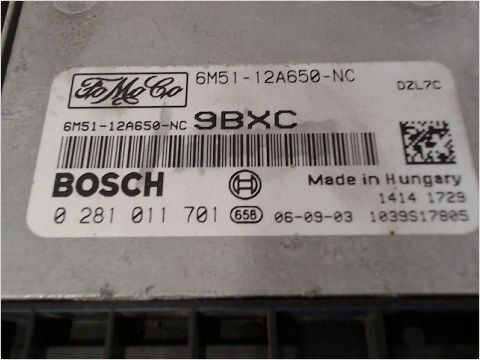 FoMoCo 6M51-12A650-NC DZL7C
6M51-12A650-NC 9BXC
BOSCH Made in Hungary
1414 1729
0 281 011 701 658 06-09-03 1039S17805